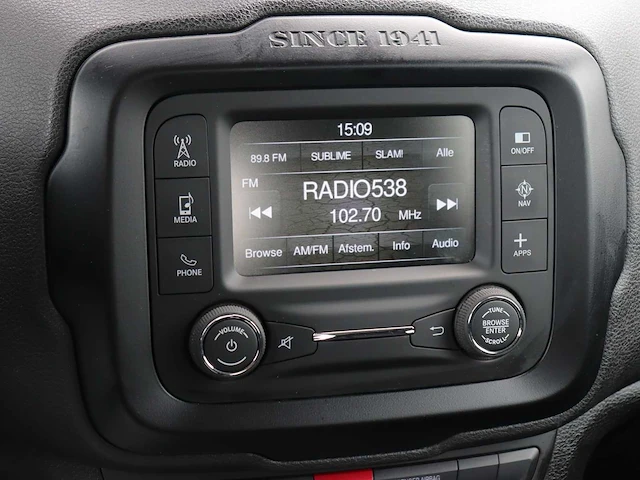 SINCE 1941
15:09
89.8 FM SUBLIME SLAM! Alle
FM
RADIO538
102.70 MHz
Browse AM/FM Afstem. Info Audio
RADIO
MEDIA
PHONE
ON/OFF
N
NAV
APPS
VOLUME
TUNE
BROWSE
ENTER
SCROLL
AIRBAG